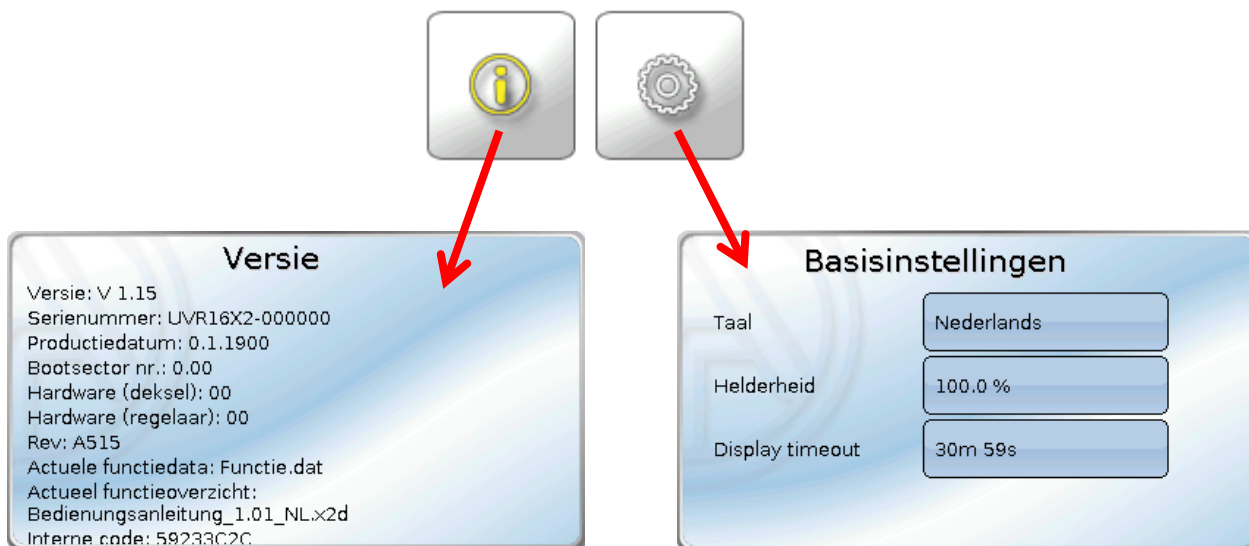 Versie
Versie: V 1.15
Serienummer: UVR16X2-000000
Productiedatum: 0.1.1900
Bootsector nr.: 0.00
Hardware (deksel): 00
Hardware (regelaar): 00
Rev: A515
Actuele functiedata: Functie.dat
Actueel functieoverzicht:
Bedienungsanleitung_1.01_NL.x2d
Interne code: 59233C2C
Basisinstellingen
Taal Nederlands
Helderheid 100.0 %
Display timeout 30m 59s